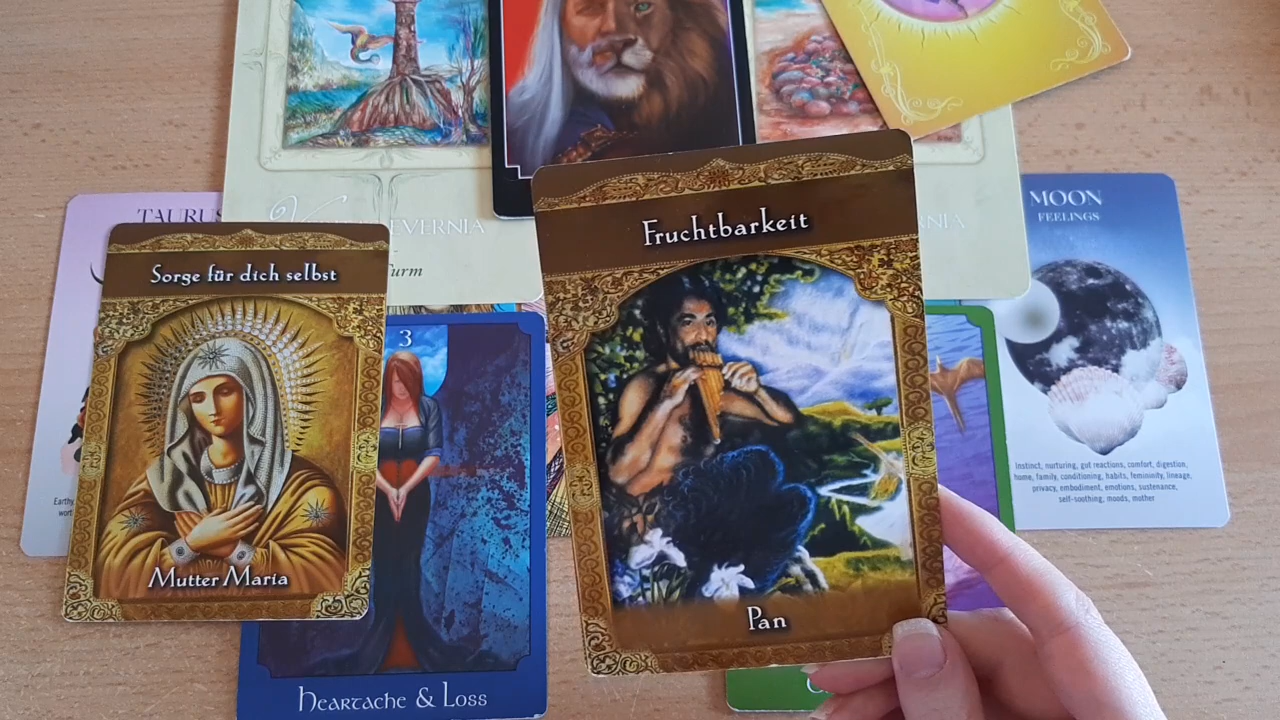 TAURUS
EVERNIA
Turm
NIA
MOON
FEELINGS
Sorge für dich selbst
Mutter Maria
3
Heartache & Loss
Fruchtbarkeit
Pan
Earthy,
Instinct, nurturing, gut reactions, comfort, digestion,
home, family, conditioning, habits, femininity, lineage,
privacy, embodiment, emotions, sustenance,
self-soothing, moods, mother